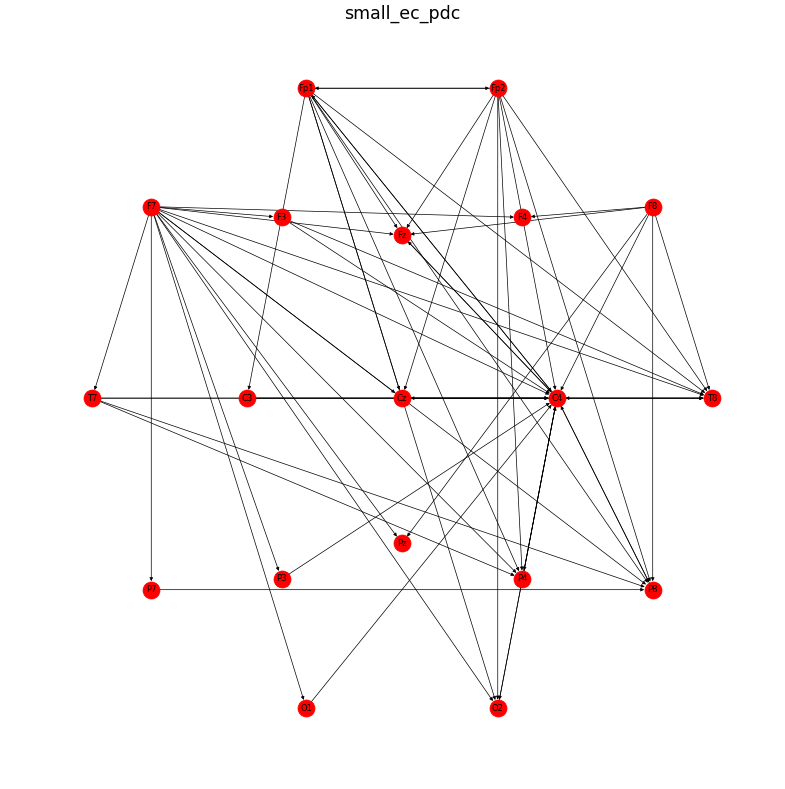 small_ec_pdc
Fp1 Fp2
F7 F3 Fz F4 F8
T7 C3 Cz C4 T8
P7 P3 Pz P4 P8
O1 O2